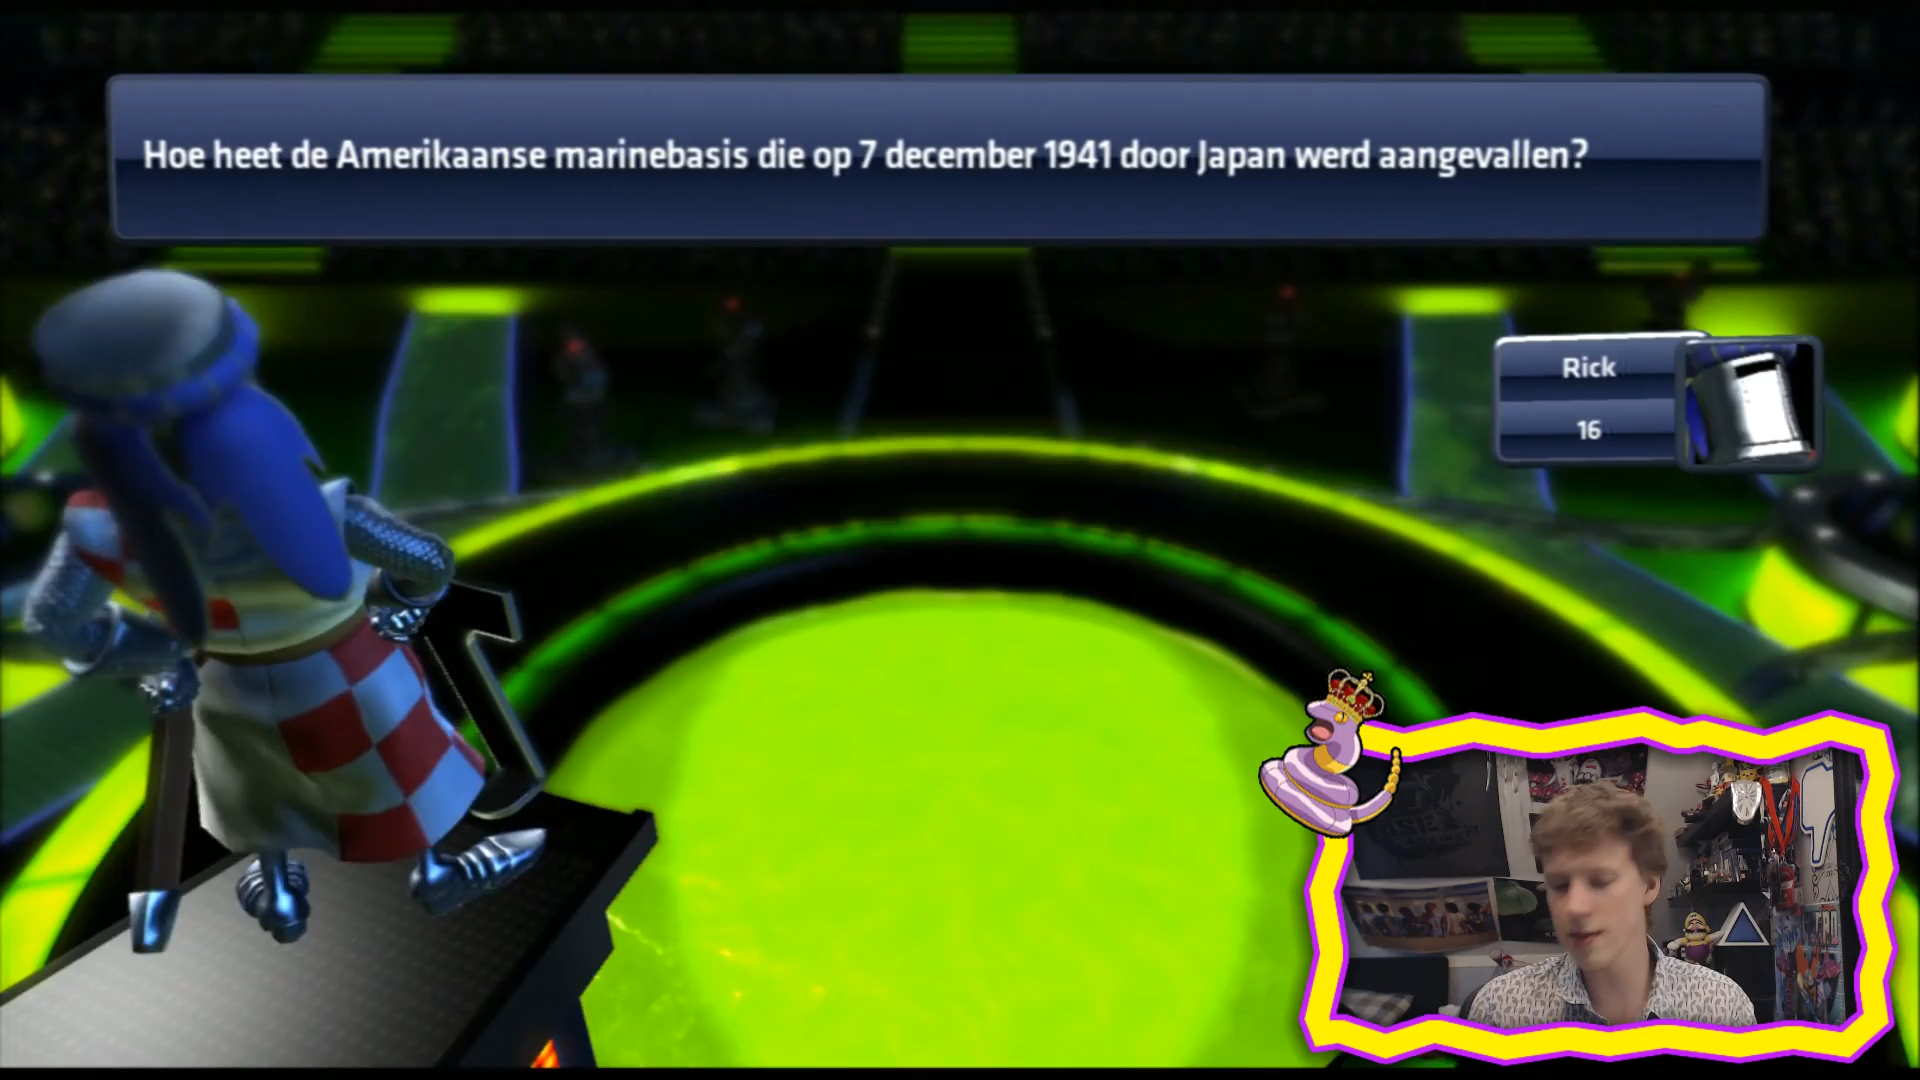 Hoe heet de Amerikaanse marinebasis die op 7 december 1941 door Japan werd aangevallen?
Rick
16